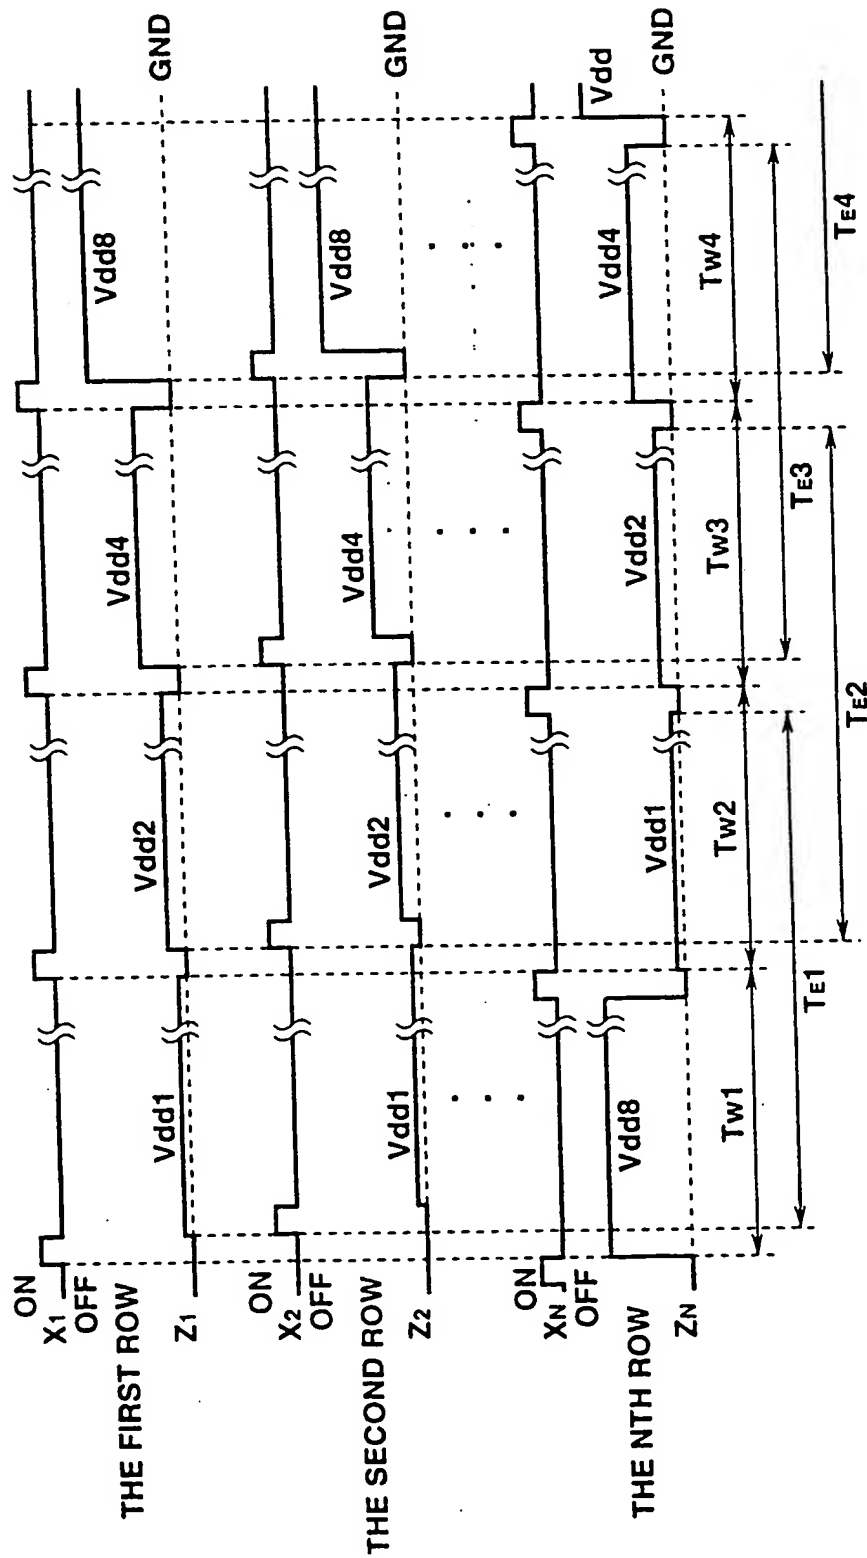 THE FIRST ROW
X1
ON
OFF
Z1
Vdd1
Vdd2
Vdd4
Vdd8
GND
THE SECOND ROW
X2
ON
OFF
Z2
Vdd1
Vdd2
Vdd4
Vdd8
GND
THE NTH ROW
XN
ON
OFF
ZN
Vdd8
Vdd1
Vdd2
Vdd4
Vdd
GND
Tw1
Tw2
Tw3
Tw4
TE1
TE2
TE3
TE4